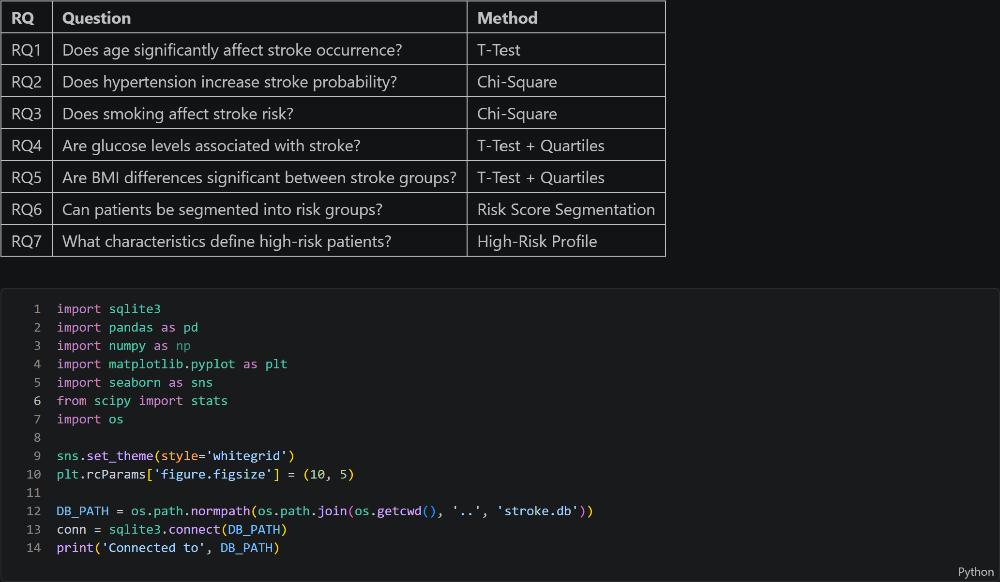 RQ Question Method
RQ1 Does age significantly affect stroke occurrence? T-Test
RQ2 Does hypertension increase stroke probability? Chi-Square
RQ3 Does smoking affect stroke risk? Chi-Square
RQ4 Are glucose levels associated with stroke? T-Test + Quartiles
RQ5 Are BMI differences significant between stroke groups? T-Test + Quartiles
RQ6 Can patients be segmented into risk groups? Risk Score Segmentation
RQ7 What characteristics define high-risk patients? High-Risk Profile
1 import sqlite3
2 import pandas as pd
3 import numpy as np
4 import matplotlib.pyplot as plt
5 import seaborn as sns
6 from scipy import stats
7 import os
8
9 sns.set_theme(style='whitegrid')
10 plt.rcParams['figure.figsize'] = (10, 5)
11
12 DB_PATH = os.path.normpath(os.path.join(os.getcwd(), '..', 'stroke.db'))
13 conn = sqlite3.connect(DB_PATH)
14 print('Connected to', DB_PATH)
Python